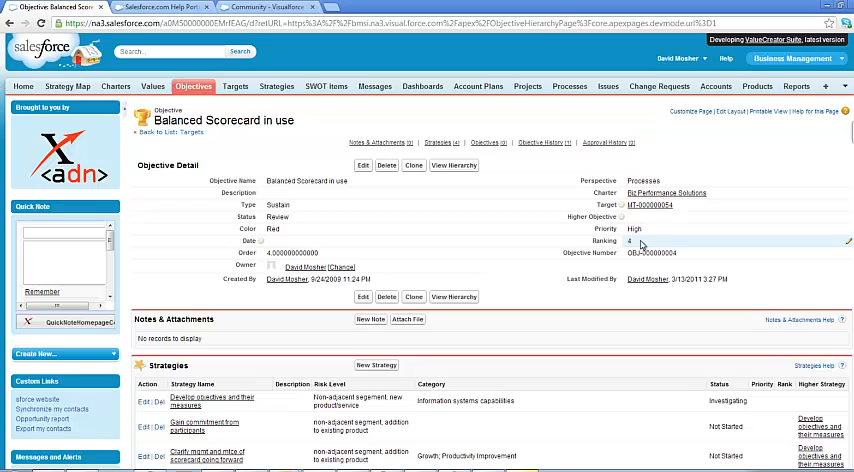 Objective: Balanced Score
Salesforce.com Help Port
Community - Visualforce
https://na3.salesforce.com/a0M50000000EMrfEAG/d?retURL=https%3A%2F%2Fbmsi.na3.visual.force.com%2Fapex%2FObjectiveHierarchyPage%3Fcore.apexpages.devmode.url%3D1
Developing ValueCreator Suite, latest version
salesforce
Search...
Search
David Mosher
Help
Business Management
Home Strategy Map Charters Values Objectives Targets Strategies SWOT Items Messages Dashboards Account Plans Projects Processes Issues Change Requests Accounts Products Reports +
Brought to you by
X
<adn>
Quick Note
Remember
QuickNoteHomepageC
Create New...
Custom Links
sforce website
Synchronize my contacts
Opportunity report
Export my contacts
Messages and Alerts
Objective
Balanced Scorecard in use
« Back to List: Targets
Customize Page | Edit Layout | Printable View | Help for this Page
Notes & Attachments [0] | Strategies [4] | Objectives [0] | Objective History [1] | Approval History [0]
Objective Detail
Edit Delete Clone View Hierarchy
Objective Name Balanced Scorecard in use Perspective Processes
Description Charter Biz Performance Solutions
Type Sustain Target MT-000000054
Status Review Higher Objective
Color Red Priority High
Date Ranking 4
Order 4.000000000000 Objective Number OBJ-000000004
Owner David Mosher [Change]
Created By David Mosher, 9/24/2009 11:24 PM Last Modified By David Mosher, 3/13/2011 3:27 PM
Edit Delete Clone View Hierarchy
Notes & Attachments New Note Attach File Notes & Attachments Help
No records to display
Strategies New Strategy Strategies Help
Action Strategy Name Description Risk Level Category Status Priority Rank Higher Strategy
Edit | Del Develop objectives and their measures Non-adjacent segement, new product/service Information systems capabilities Investigating
Edit | Del Gain commitment from participants non-adjacent segment, addition to existing product Not Started Develop objectives and their measures
Edit | Del Clarify mgmt and mtce of scorecard going forward non-adjacent segment, addition to existing product Growth; Productivity Improvement Not Started Develop objectives and their measures